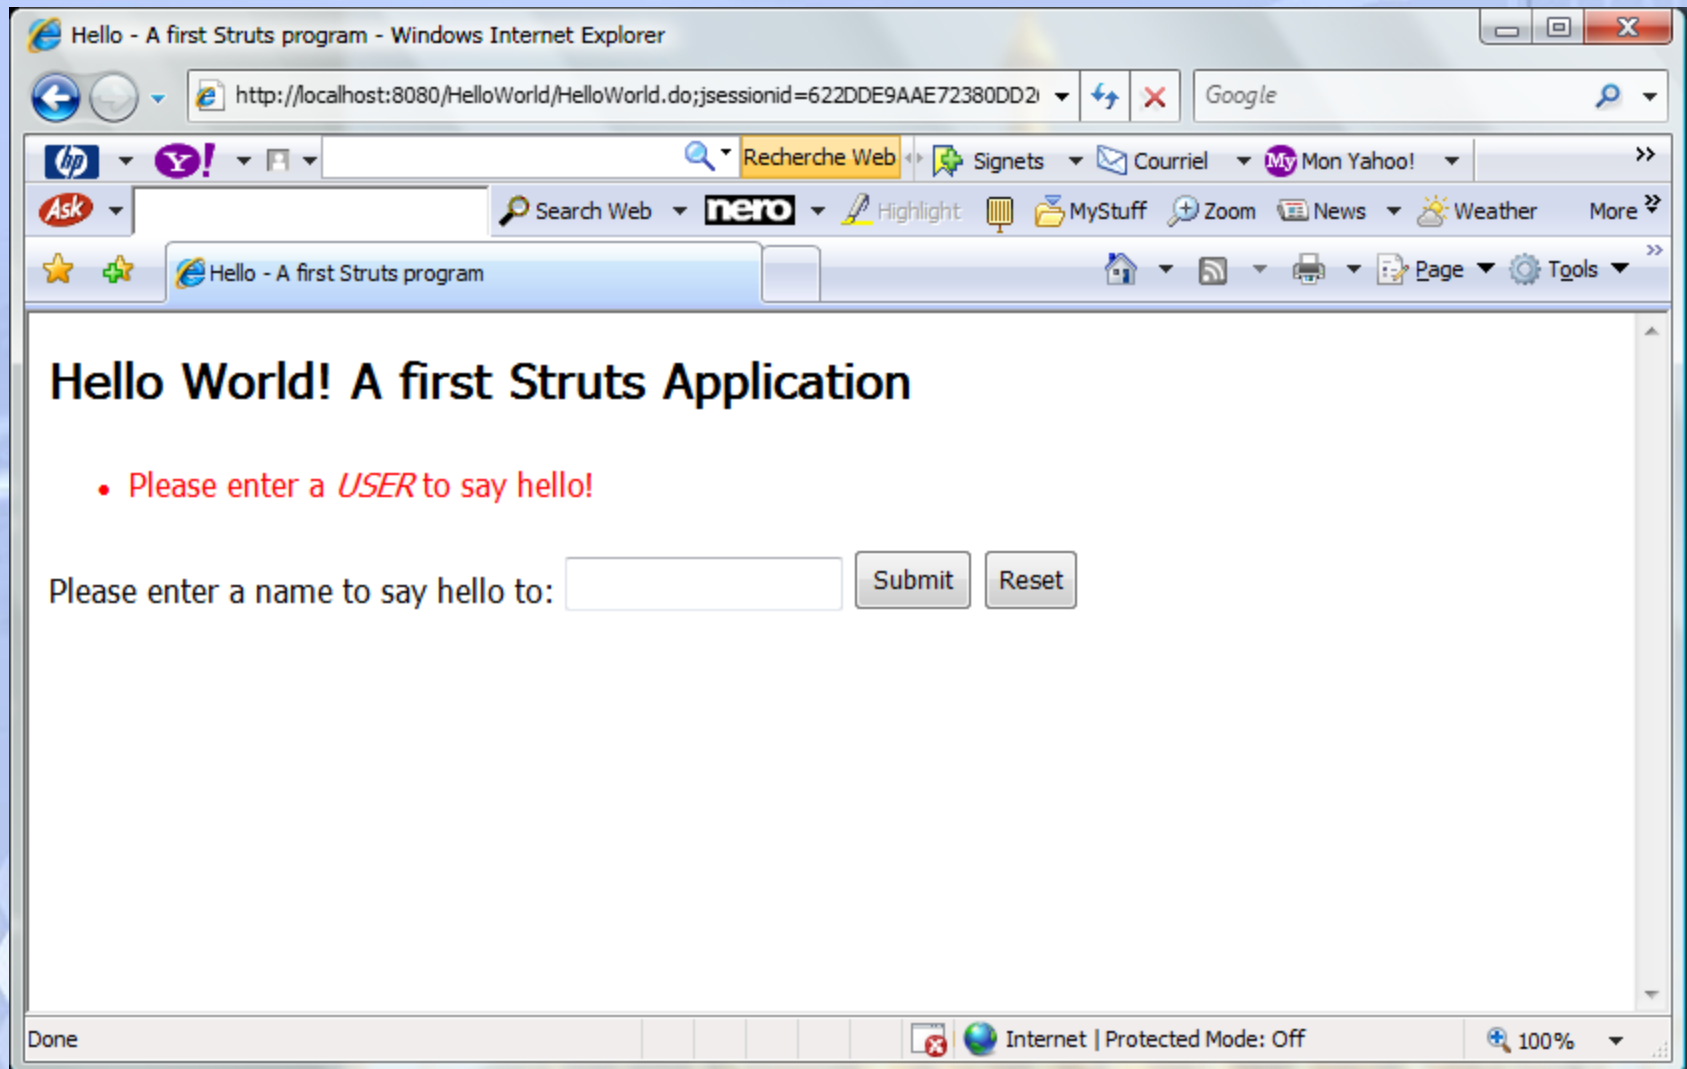 Hello - A first Struts program - Windows Internet Explorer
http://localhost:8080/HelloWorld/HelloWorld.do;jsessionid=622DDE9AAE72380DD2 Google
hp Y! Recherche Web Signets Courriel My Mon Yahoo! »
Ask Search Web nero Highlight MyStuff Zoom News Weather More »
Hello - A first Struts program Page Tools »
Hello World! A first Struts Application
• Please enter a USER to say hello!
Please enter a name to say hello to: Submit Reset
Done Internet | Protected Mode: Off 100%